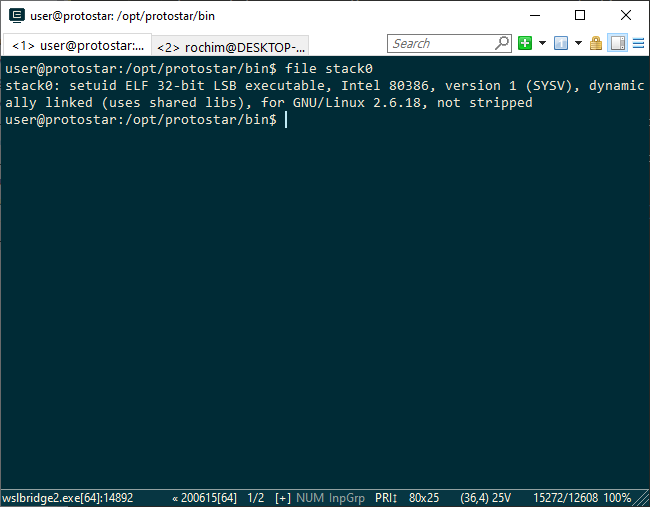 user@protostar: /opt/protostar/bin
<1> user@protostar:...
<2> rochim@DESKTOP-...
Search
user@protostar:/opt/protostar/bin$ file stack0
stack0: setuid ELF 32-bit LSB executable, Intel 80386, version 1 (SYSV), dynamic
ally linked (uses shared libs), for GNU/Linux 2.6.18, not stripped
user@protostar:/opt/protostar/bin$
wslbridge2.exe[64]:14892 « 200615[64] 1/2 [+] NUM InpGrp PRI↕ 80x25 (36,4) 25V 15272/12608 100%